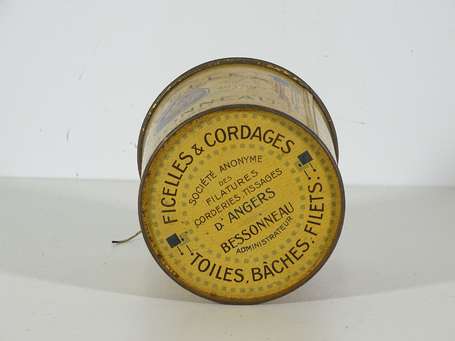 FICELLES & CORDAGES
SOCIÉTÉ ANONYME
DES
FILATURES
CORDERIES TISSAGES
D'ANGERS
BESSONNEAU
ADMINISTRATEUR
TOILES, BÂCHES, FILETS